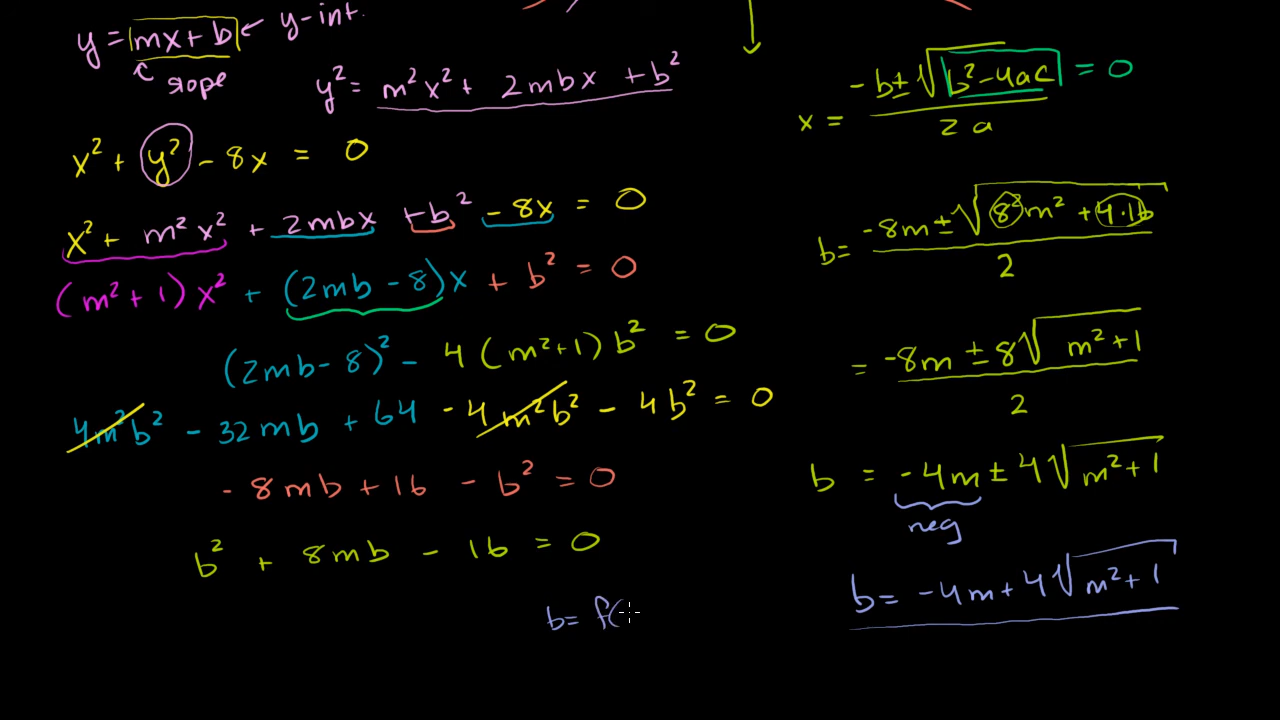 y = mx + b ← y-int.
slope
y² = m²x² + 2mbx + b²
x² + y² - 8x = 0
x² + m²x² + 2mbx + b² - 8x = 0
(m² + 1)x² + (2mb - 8)x + b² = 0
(2mb - 8)² - 4(m²+1)b² = 0
4m²b² - 32mb + 64 - 4m²b² - 4b² = 0
-8mb + 16 - b² = 0
b² + 8mb - 16 = 0
b = f(
x = (-b ± √(b² - 4ac))/(2a) = 0
b = (-8m ± √(8²m² + 4·16))/2
= (-8m ± 8√(m² + 1))/2
b = -4m ± 4√(m² + 1)
neg
b = -4m + 4√(m² + 1)